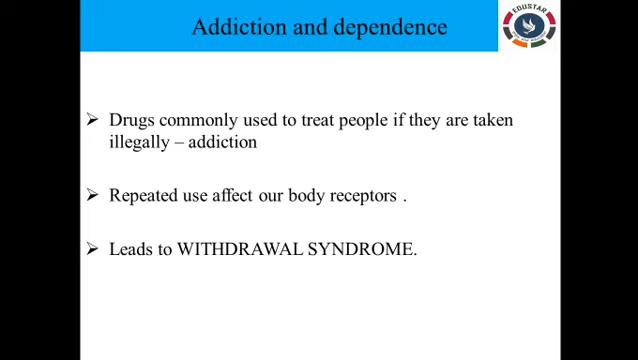 Addiction and dependence
EDUSTAR
➢ Drugs commonly used to treat people if they are taken
illegally – addiction
➢ Repeated use affect our body receptors .
➢ Leads to WITHDRAWAL SYNDROME.